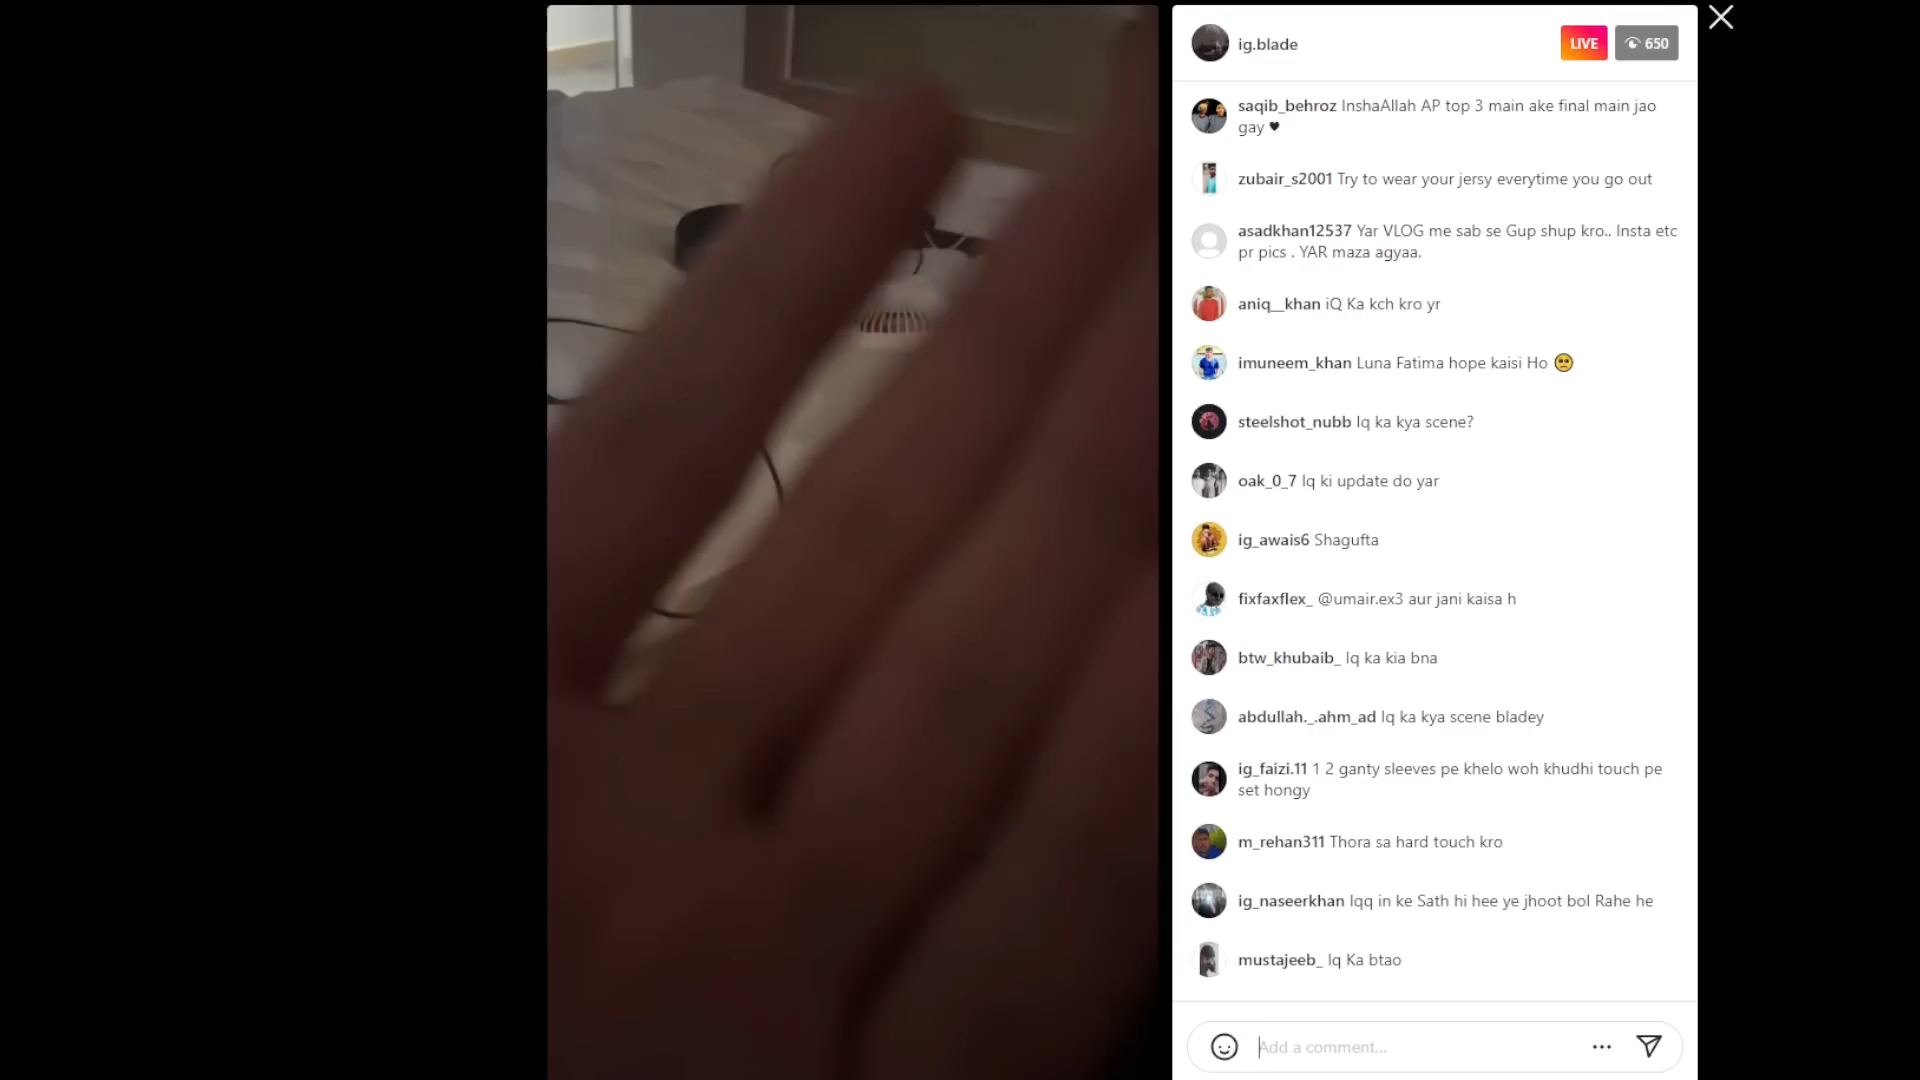 ig.blade
LIVE
650
saqib_behroz InshaAllah AP top 3 main ake final main jao
gay ♥
zubair_s2001 Try to wear your jersy everytime you go out
asadkhan12537 Yar VLOG me sab se Gup shup kro.. Insta etc
pr pics . YAR maza agyaa.
aniq__khan iQ Ka kch kro yr
imuneem_khan Luna Fatima hope kaisi Ho 🥺
steelshot_nubb Iq ka kya scene?
oak_0_7 Iq ki update do yar
ig_awais6 Shagufta
fixfaxflex_ @umair.ex3 aur jani kaisa h
btw_khubaib_ Iq ka kia bna
abdullah._.ahm_ad Iq ka kya scene bladey
ig_faizi.11 1 2 ganty sleeves pe khelo woh khudhi touch pe
set hongy
m_rehan311 Thora sa hard touch kro
ig_naseerkhan Iqq in ke Sath hi hee ye jhoot bol Rahe he
mustajeeb_ Iq Ka btao
Add a comment...